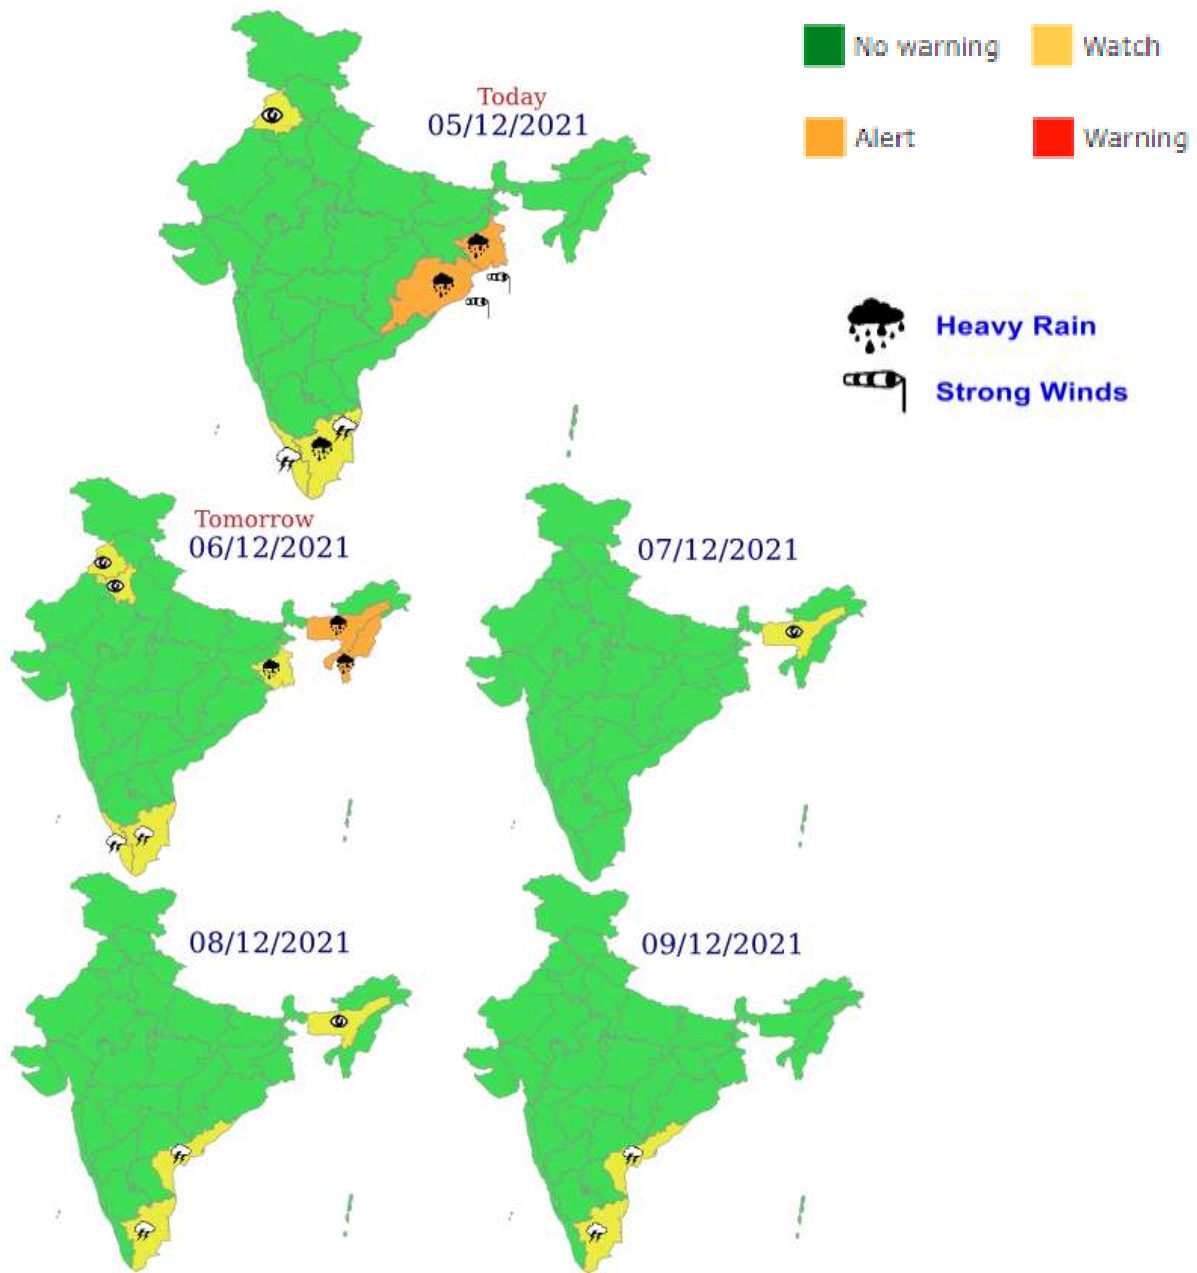 No warning
Watch
Today
05/12/2021
Alert
Warning
Heavy Rain
Strong Winds
Tomorrow
06/12/2021
07/12/2021
08/12/2021
09/12/2021